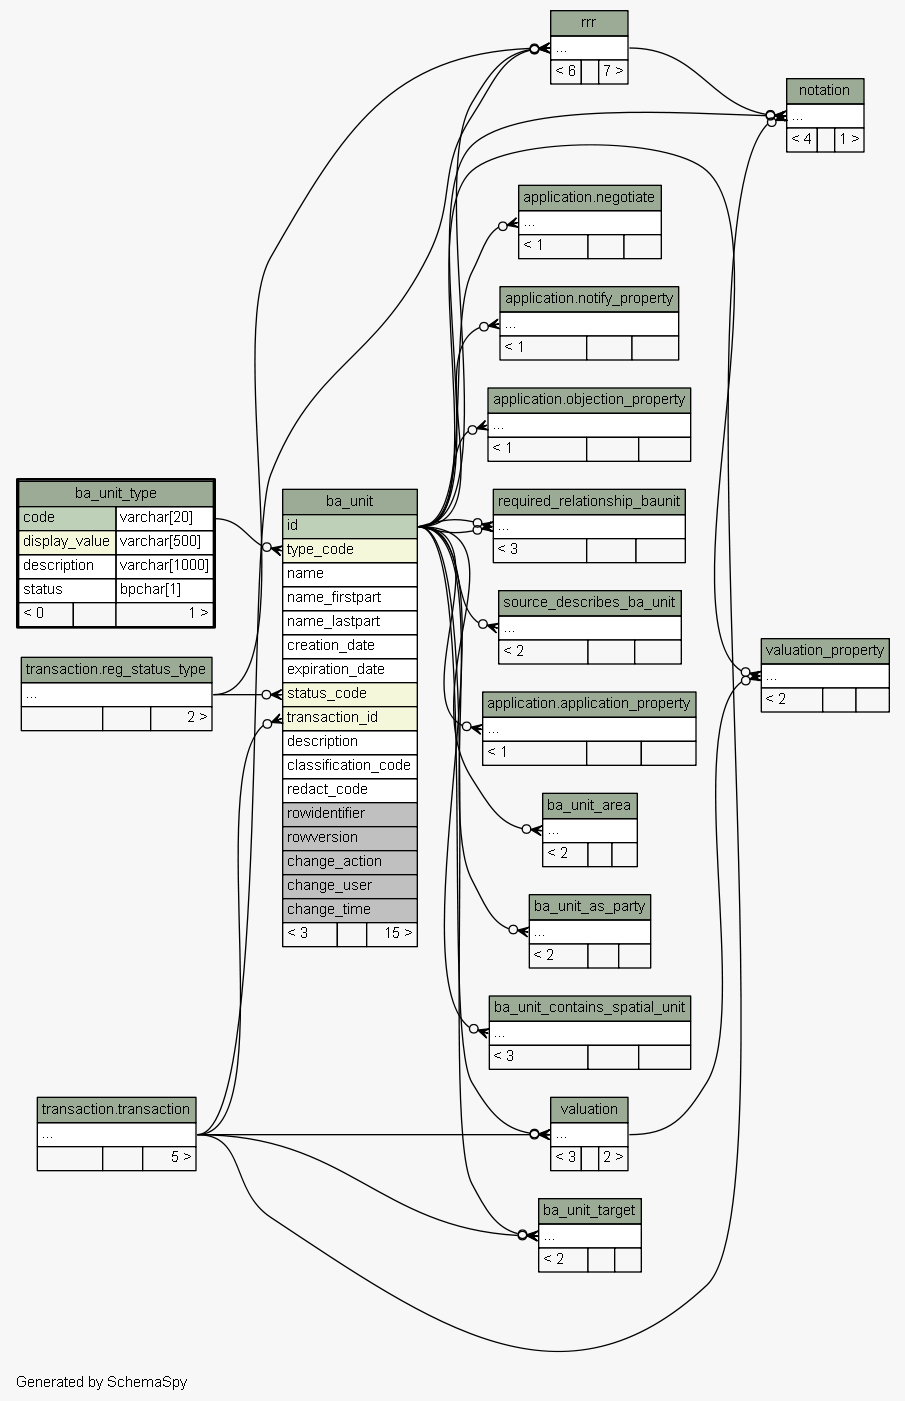 rrr
...
< 6 7 >
notation
...
< 4 1 >
application.negotiate
...
< 1
application.notify_property
...
< 1
application.objection_property
...
< 1
ba_unit_type
code varchar[20]
display_value varchar[500]
description varchar[1000]
status bpchar[1]
< 0 1 >
ba_unit
id
type_code
name
name_firstpart
name_lastpart
creation_date
expiration_date
status_code
transaction_id
description
classification_code
redact_code
rowidentifier
rowversion
change_action
change_user
change_time
< 3 15 >
required_relationship_baunit
...
< 3
source_describes_ba_unit
...
< 2
transaction.reg_status_type
...
2 >
valuation_property
...
< 2
application.application_property
...
< 1
ba_unit_area
...
< 2
ba_unit_as_party
...
< 2
ba_unit_contains_spatial_unit
...
< 3
transaction.transaction
...
5 >
valuation
...
< 3 2 >
ba_unit_target
...
< 2
Generated by SchemaSpy